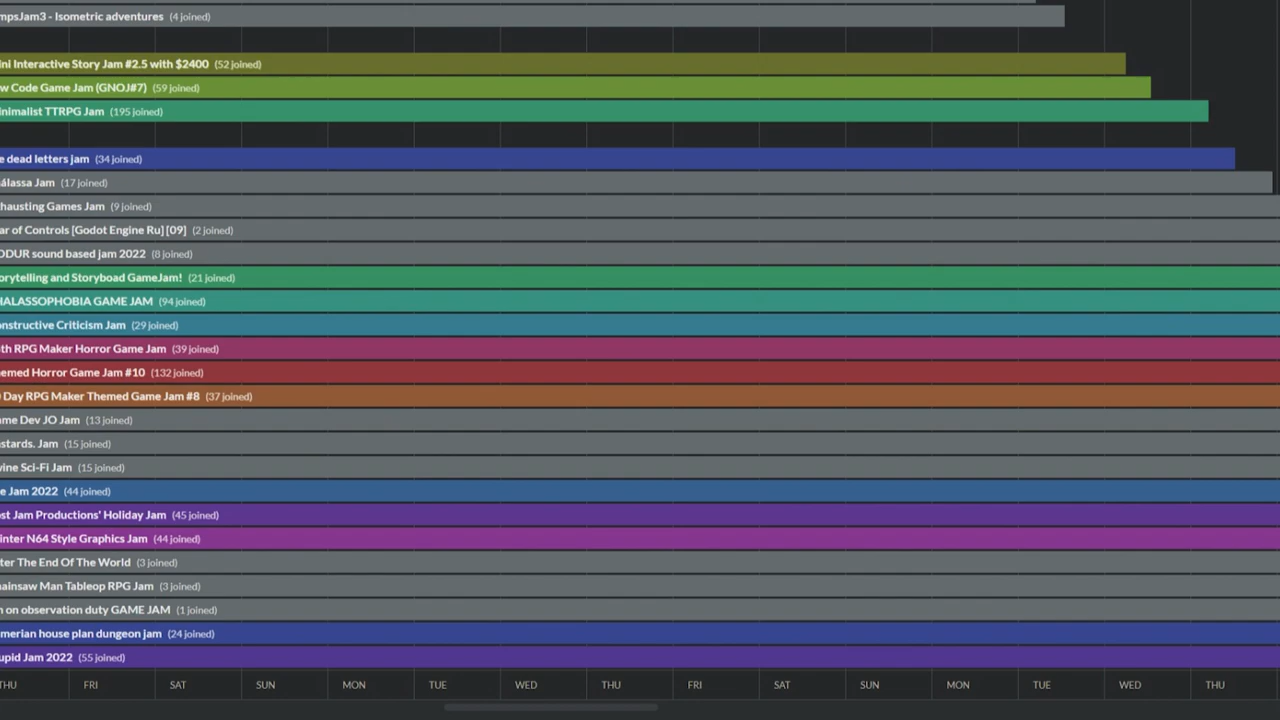 mpsJam3 - Isometric adventures (4 joined)
ini Interactive Story Jam #2.5 with $2400 (52 joined)
w Code Game Jam (GNOJ#7) (59 joined)
inimalist TTRPG Jam (195 joined)
e dead letters jam (34 joined)
álassa Jam (17 joined)
hausting Games Jam (9 joined)
ar of Controls [Godot Engine Ru] [09] (2 joined)
ODUR sound based jam 2022 (8 joined)
orytelling and Storyboad GameJam! (21 joined)
HALASSOPHOBIA GAME JAM (94 joined)
onstructive Criticism Jam (29 joined)
th RPG Maker Horror Game Jam (39 joined)
emed Horror Game Jam #10 (132 joined)
Day RPG Maker Themed Game Jam #8 (37 joined)
ame Dev JO Jam (13 joined)
stards. Jam (15 joined)
vine Sci-Fi Jam (15 joined)
e Jam 2022 (44 joined)
ost Jam Productions' Holiday Jam (45 joined)
inter N64 Style Graphics Jam (44 joined)
ter The End Of The World (3 joined)
hainsaw Man Tableop RPG Jam (3 joined)
n on observation duty GAME JAM (1 joined)
merian house plan dungeon jam (24 joined)
upid Jam 2022 (55 joined)
THU FRI SAT SUN MON TUE WED THU FRI SAT SUN MON TUE WED THU